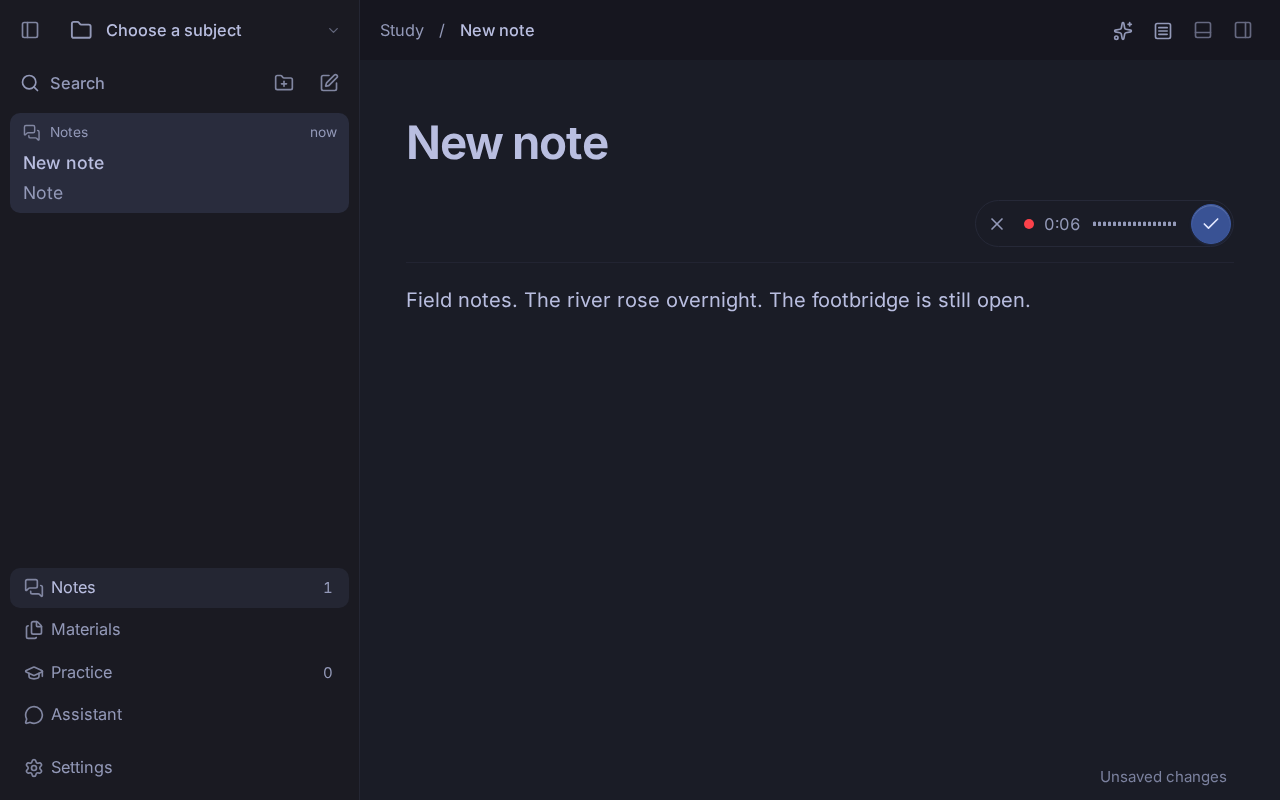 Choose a subject
Search
Notes now
New note
Note
Notes 1
Materials
Practice 0
Assistant
Settings
Study / New note
New note
0:06
Field notes. The river rose overnight. The footbridge is still open.
Unsaved changes